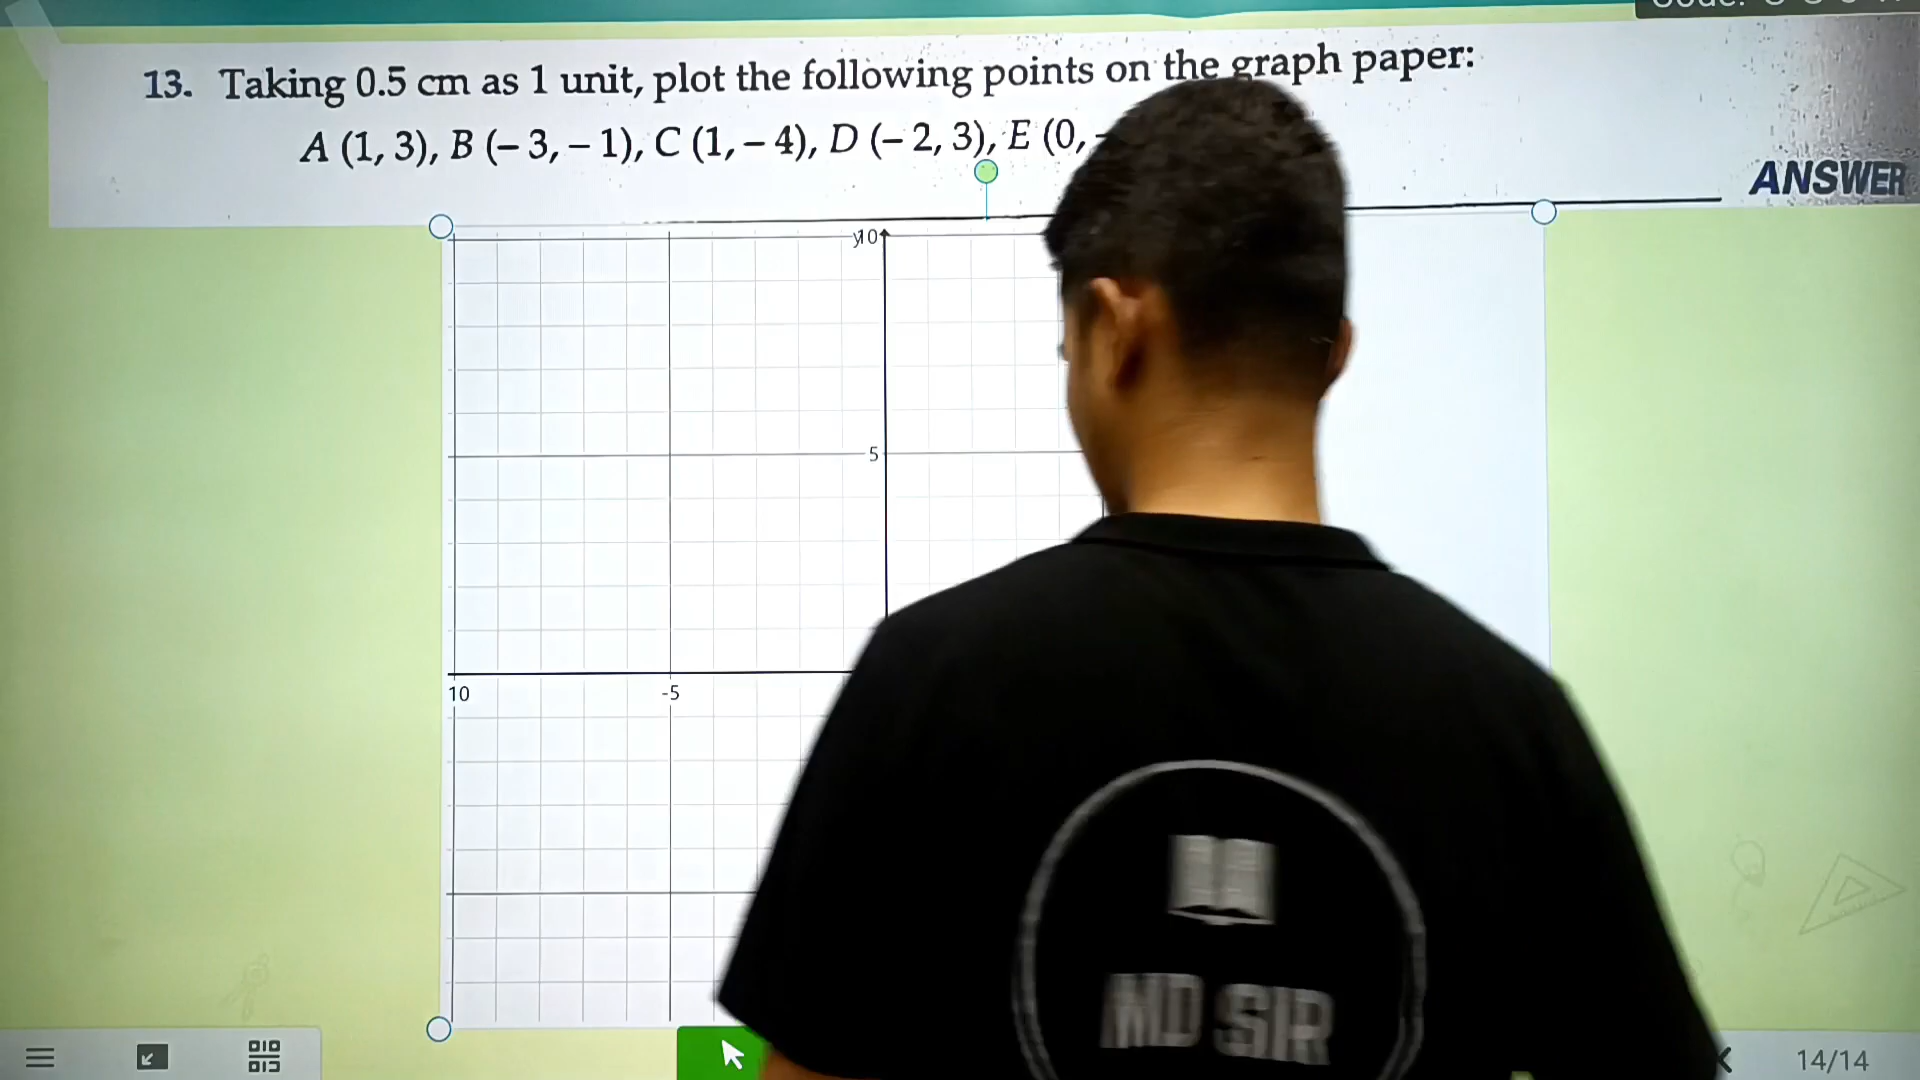 13. Taking 0.5 cm as 1 unit, plot the following points on the graph paper:
A (1, 3), B (– 3, – 1), C (1, – 4), D (– 2, 3), E (0, –
ANSWER
y10
5
10
-5
MD SIR
14/14